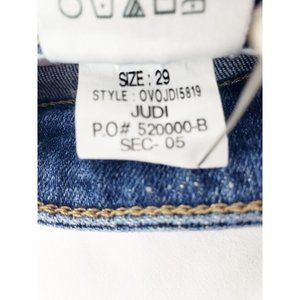 SIZE: 29
STYLE: OVOJDI5819
JUDI
P.O# 520000-B
SEC- 05